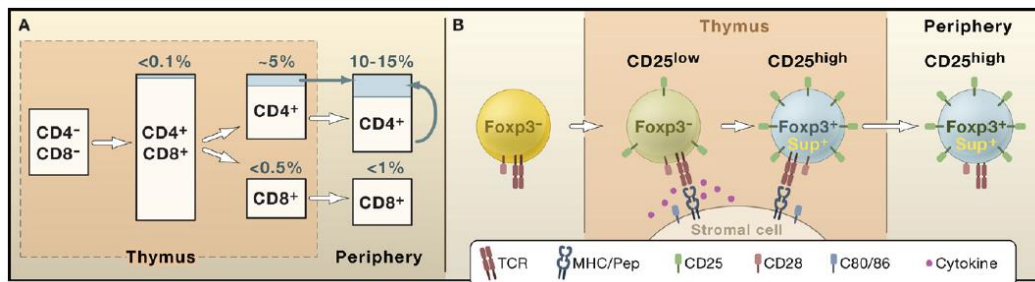 A
<0.1%
~5%
10-15%
CD4⁻
CD8⁻
CD4⁺
CD8⁺
CD4⁺
CD4⁺
<0.5%
<1%
CD8⁺
CD8⁺
Thymus
Periphery
B
Thymus
Periphery
CD25low
CD25high
CD25high
Foxp3⁻
Foxp3⁻
Foxp3⁺
Sup⁺
Foxp3⁺
Sup⁺
Stromal cell
TCR
MHC/Pep
CD25
CD28
C80/86
Cytokine